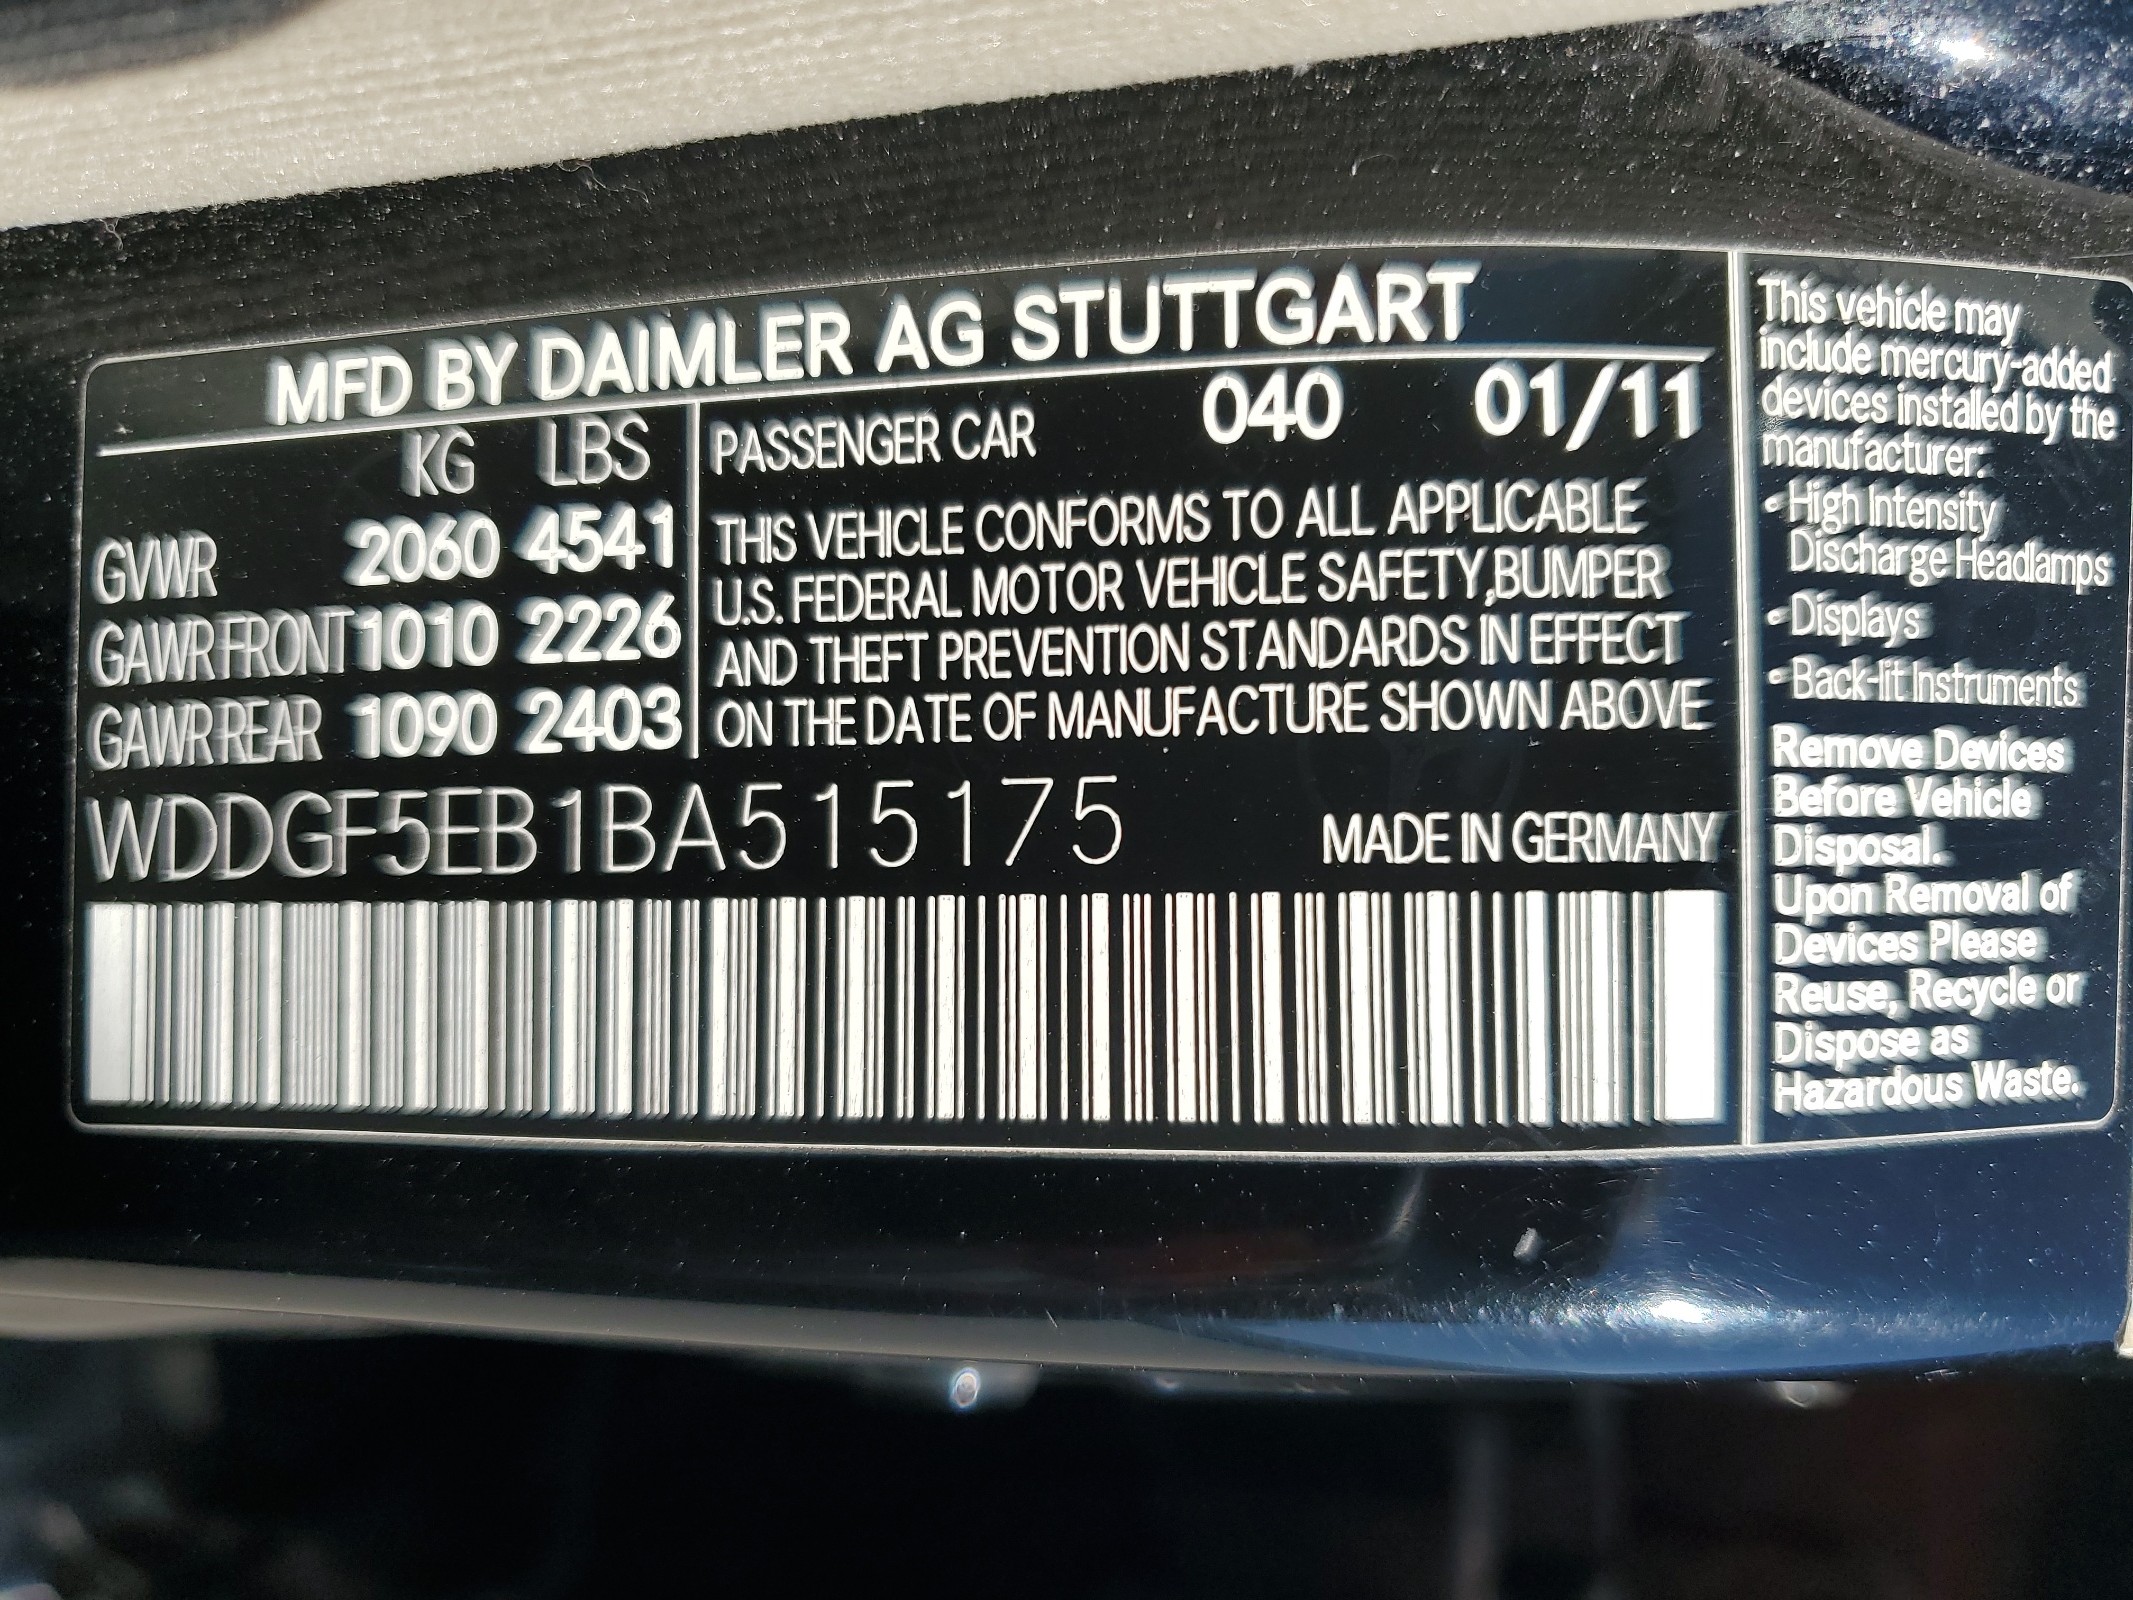 MFD BY DAIMLER AG STUTTGART
KG LBS
GVWR 2060 4541
GAWR FRONT 1010 2226
GAWR REAR 1090 2403
PASSENGER CAR 040 01/11
THIS VEHICLE CONFORMS TO ALL APPLICABLE
U.S. FEDERAL MOTOR VEHICLE SAFETY,BUMPER
AND THEFT PREVENTION STANDARDS IN EFFECT
ON THE DATE OF MANUFACTURE SHOWN ABOVE
WDDGF5EB1BA515175
MADE IN GERMANY
This vehicle may
include mercury-added
devices installed by the
manufacturer:
- High Intensity
Discharge Headlamps
- Displays
- Back-lit Instruments
Remove Devices
Before Vehicle
Disposal.
Upon Removal of
Devices Please
Reuse, Recycle or
Dispose as
Hazardous Waste.